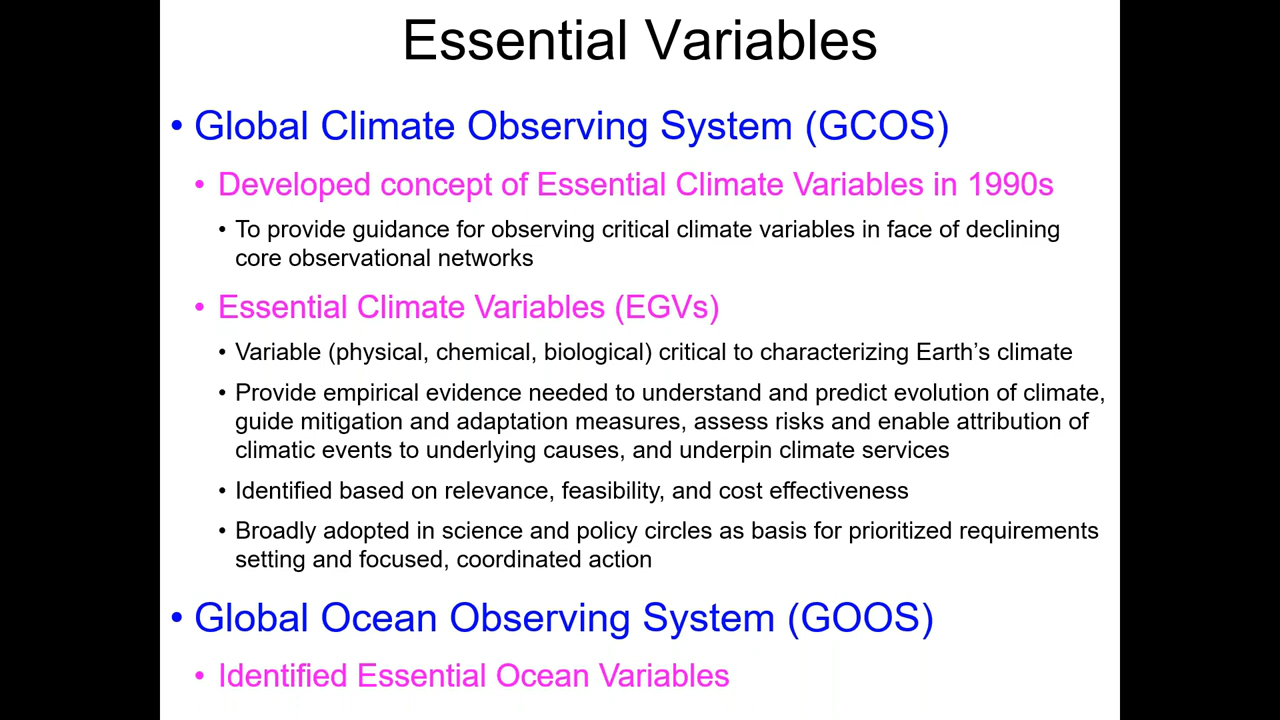 Essential Variables
• Global Climate Observing System (GCOS)
• Developed concept of Essential Climate Variables in 1990s
• To provide guidance for observing critical climate variables in face of declining
core observational networks
• Essential Climate Variables (EGVs)
• Variable (physical, chemical, biological) critical to characterizing Earth’s climate
• Provide empirical evidence needed to understand and predict evolution of climate,
guide mitigation and adaptation measures, assess risks and enable attribution of
climatic events to underlying causes, and underpin climate services
• Identified based on relevance, feasibility, and cost effectiveness
• Broadly adopted in science and policy circles as basis for prioritized requirements
setting and focused, coordinated action
• Global Ocean Observing System (GOOS)
• Identified Essential Ocean Variables